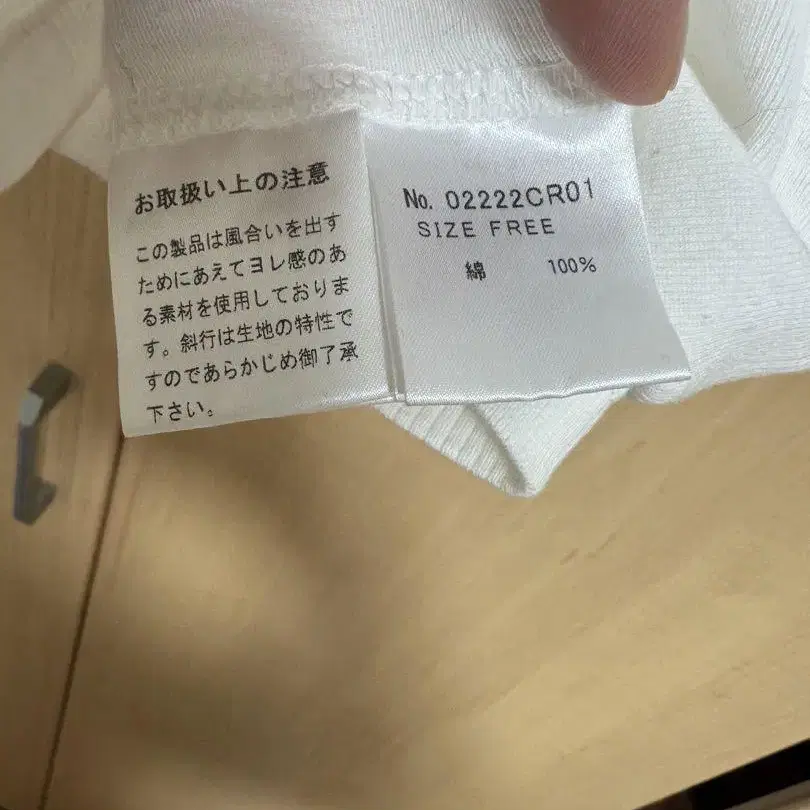 お取扱い上の注意
この製品は風合いを出す
ためにあえてヨレ感のあ
る素材を使用しておりま
す。斜行は生地の特性で
すのであらかじめ御了承
下さい。
No. 02222CR01
SIZE FREE
綿 100%